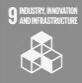 9 INDUSTRY, INNOVATION
AND INFRASTRUCTURE